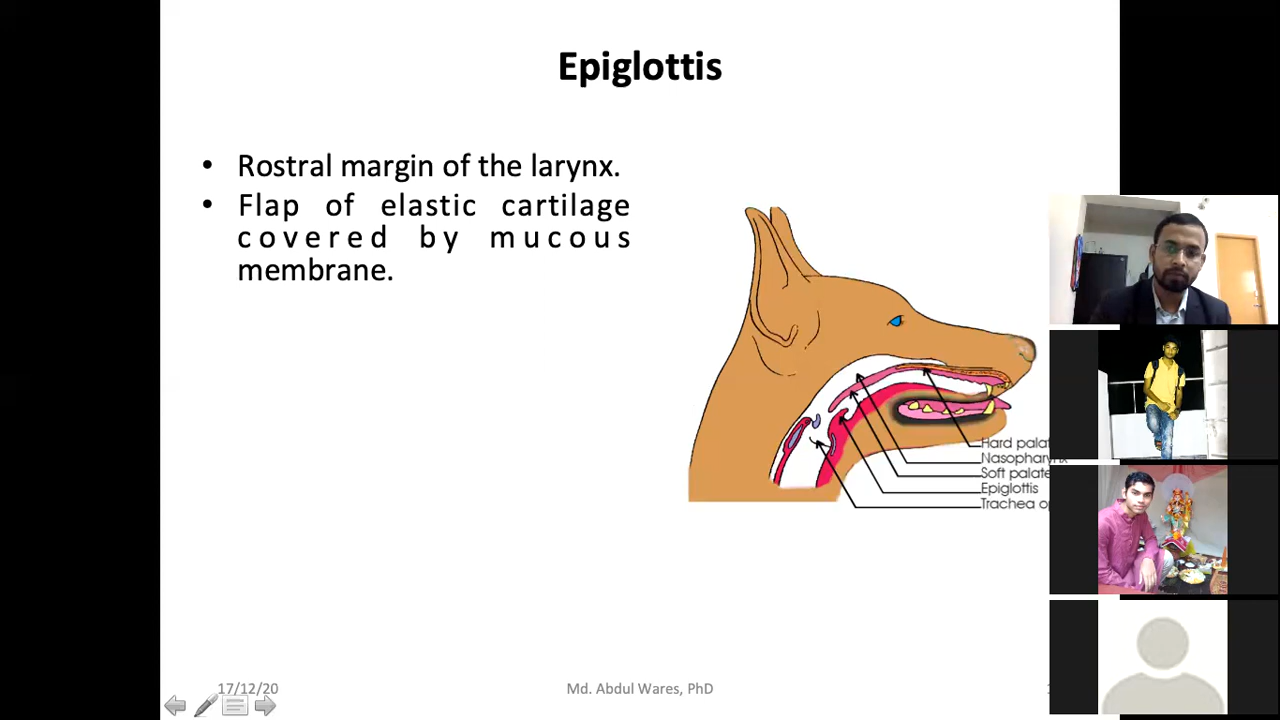 Epiglottis
• Rostral margin of the larynx.
• Flap of elastic cartilage
covered by mucous
membrane.
Hard palat
Nasopharynx
Soft palate
Epiglottis
Trachea o
17/12/20
Md. Abdul Wares, PhD